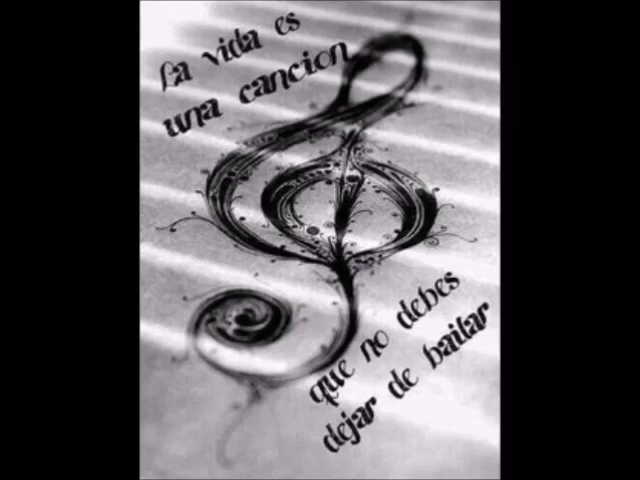 La vida es
una cancion
que no debes
dejar de bailar